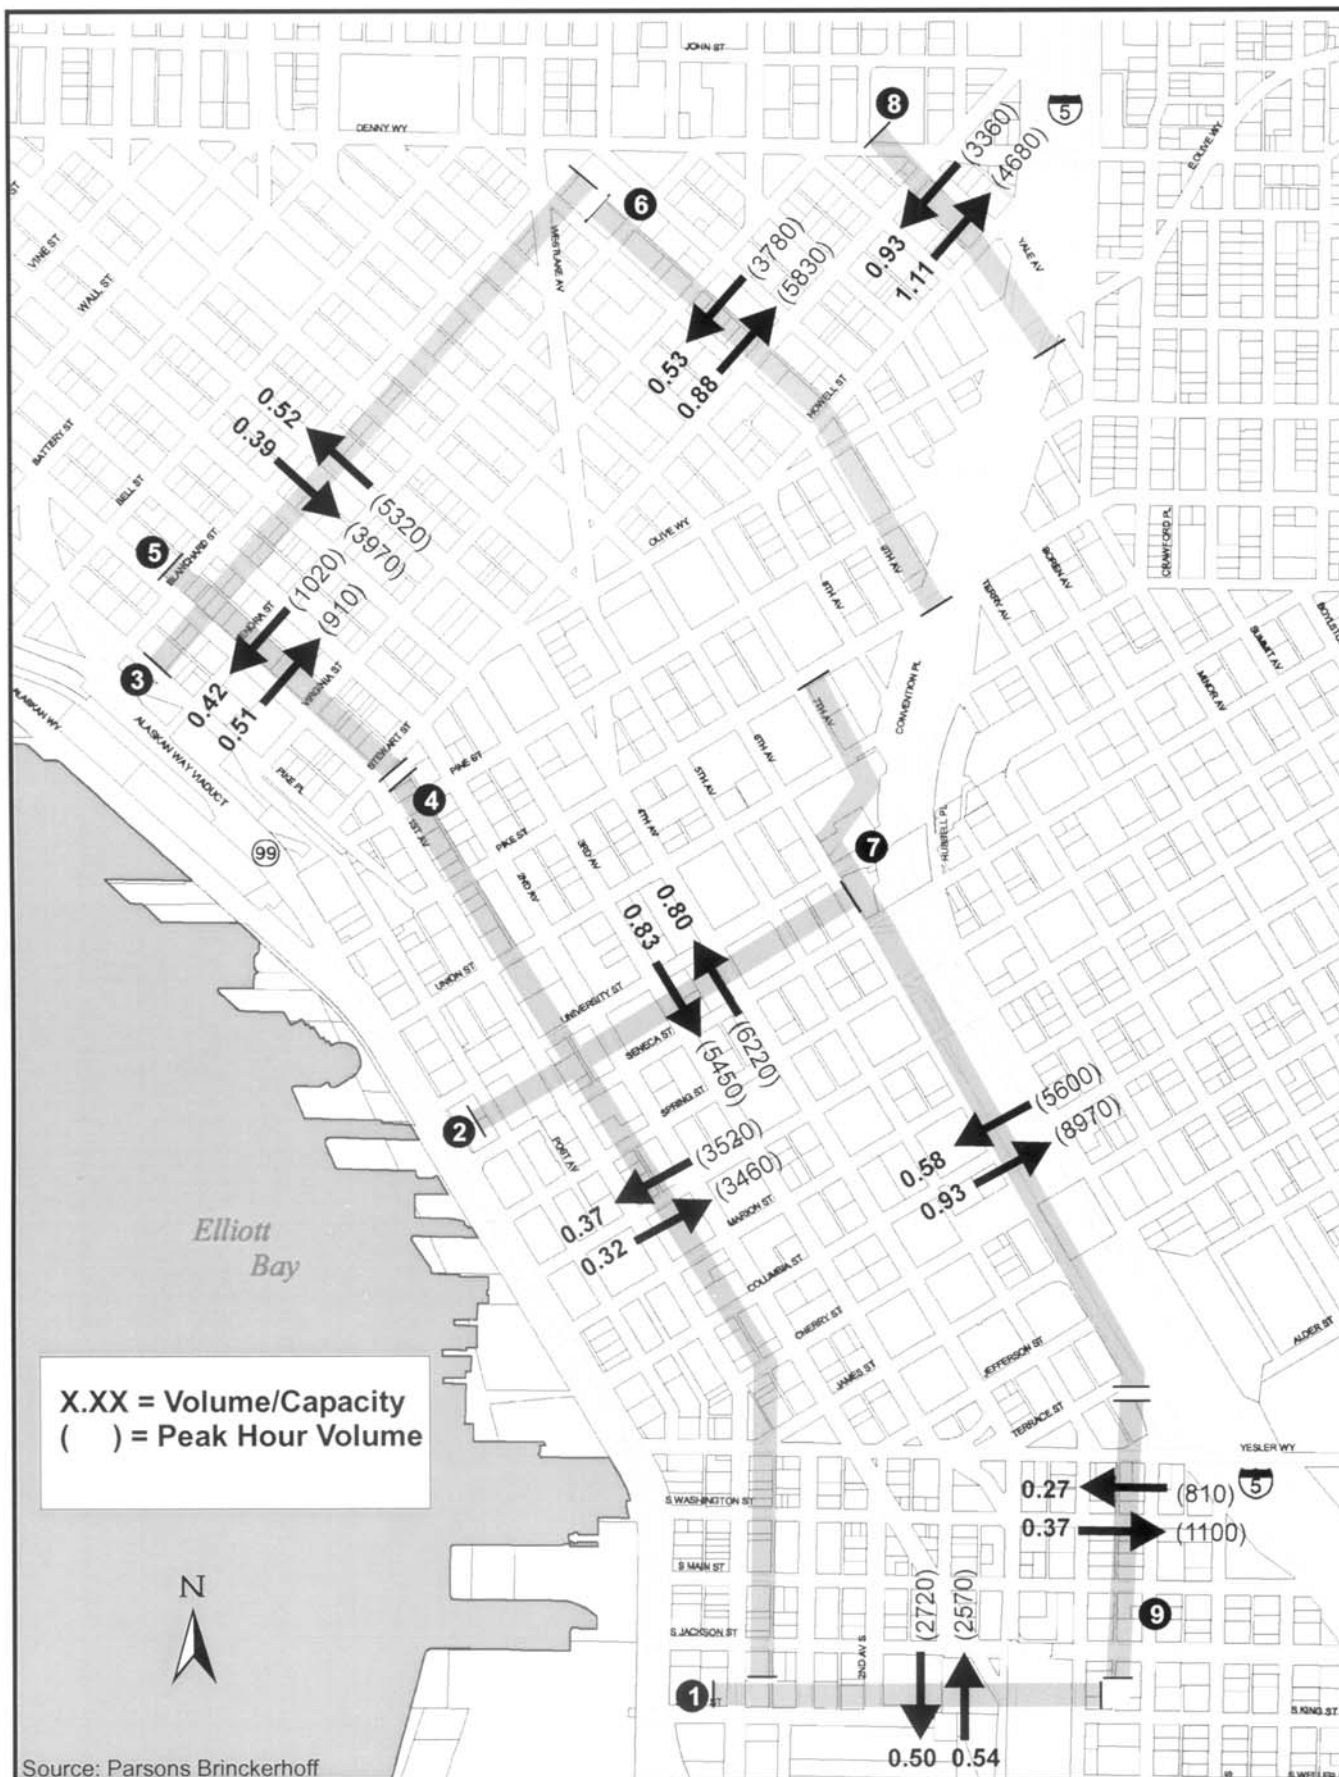 JOHN ST
8
(3360)
(4680)
5
DENNY WY
E OLIVE WY
6
VINE ST
WALL ST
WESTLAKE AV
(3780)
(5830)
0.93
1.11
YALE AV
0.53
0.88
HOWELL ST
0.52
0.39
BATTERY ST
BELL ST
(5320)
(3970)
OLIVE WY
CRAWFORD PL
5
BLANCHARD ST
(1020)
(910)
9TH AV
8TH AV
TERRY AV
BOREN AV
SUMMIT AV
MINOR AV
3
0.42
0.51
VIRGINIA ST
STEWART ST
PINE ST
ALASKAN WY
ALASKAN WAY VIADUCT
PIKE PL
7TH AV
6TH AV
5TH AV
CONVENTION PL
4
1ST AV
PIKE ST
4TH AV
3RD AV
2ND AV
7
HUBBELL PL
99
0.80
0.83
UNION ST
UNIVERSITY ST
SENECA ST
SPRING ST
(6220)
(5450)
2
POST AV
(3520)
(3460)
(5600)
(8970)
0.58
0.93
0.37
0.32
MARION ST
COLUMBIA ST
CHERRY ST
JAMES ST
JEFFERSON ST
TERRACE ST
ALDER ST
Elliott
Bay
X.XX = Volume/Capacity
( ) = Peak Hour Volume
YESLER WY
0.27
(810)
5
0.37
(1100)
S WASHINGTON ST
S MAIN ST
S JACKSON ST
2ND AV S
(2720)
(2570)
9
N
1
ST
S KING ST
0.50 0.54
Source: Parsons Brinckerhoff